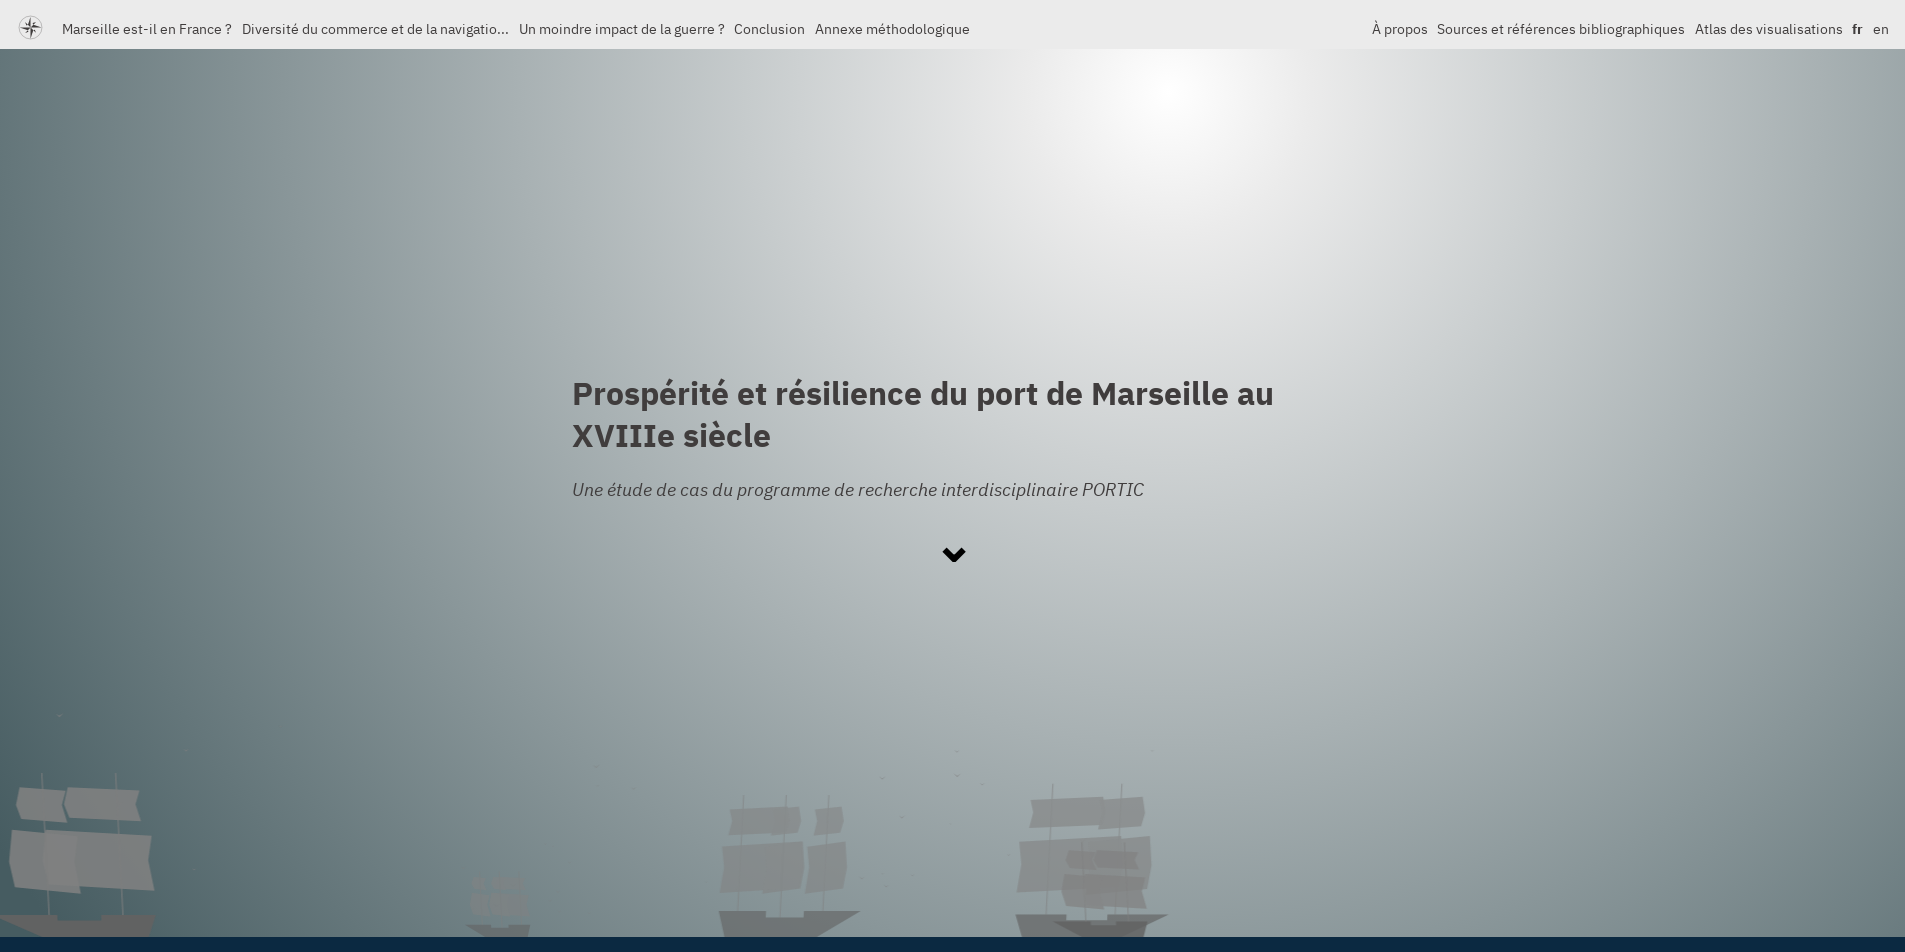 Marseille est-il en France ? Diversité du commerce et de la navigatio... Un moindre impact de la guerre ? Conclusion Annexe méthodologique À propos Sources et références bibliographiques Atlas des visualisations fr en
Prospérité et résilience du port de Marseille au
XVIIIe siècle
Une étude de cas du programme de recherche interdisciplinaire PORTIC